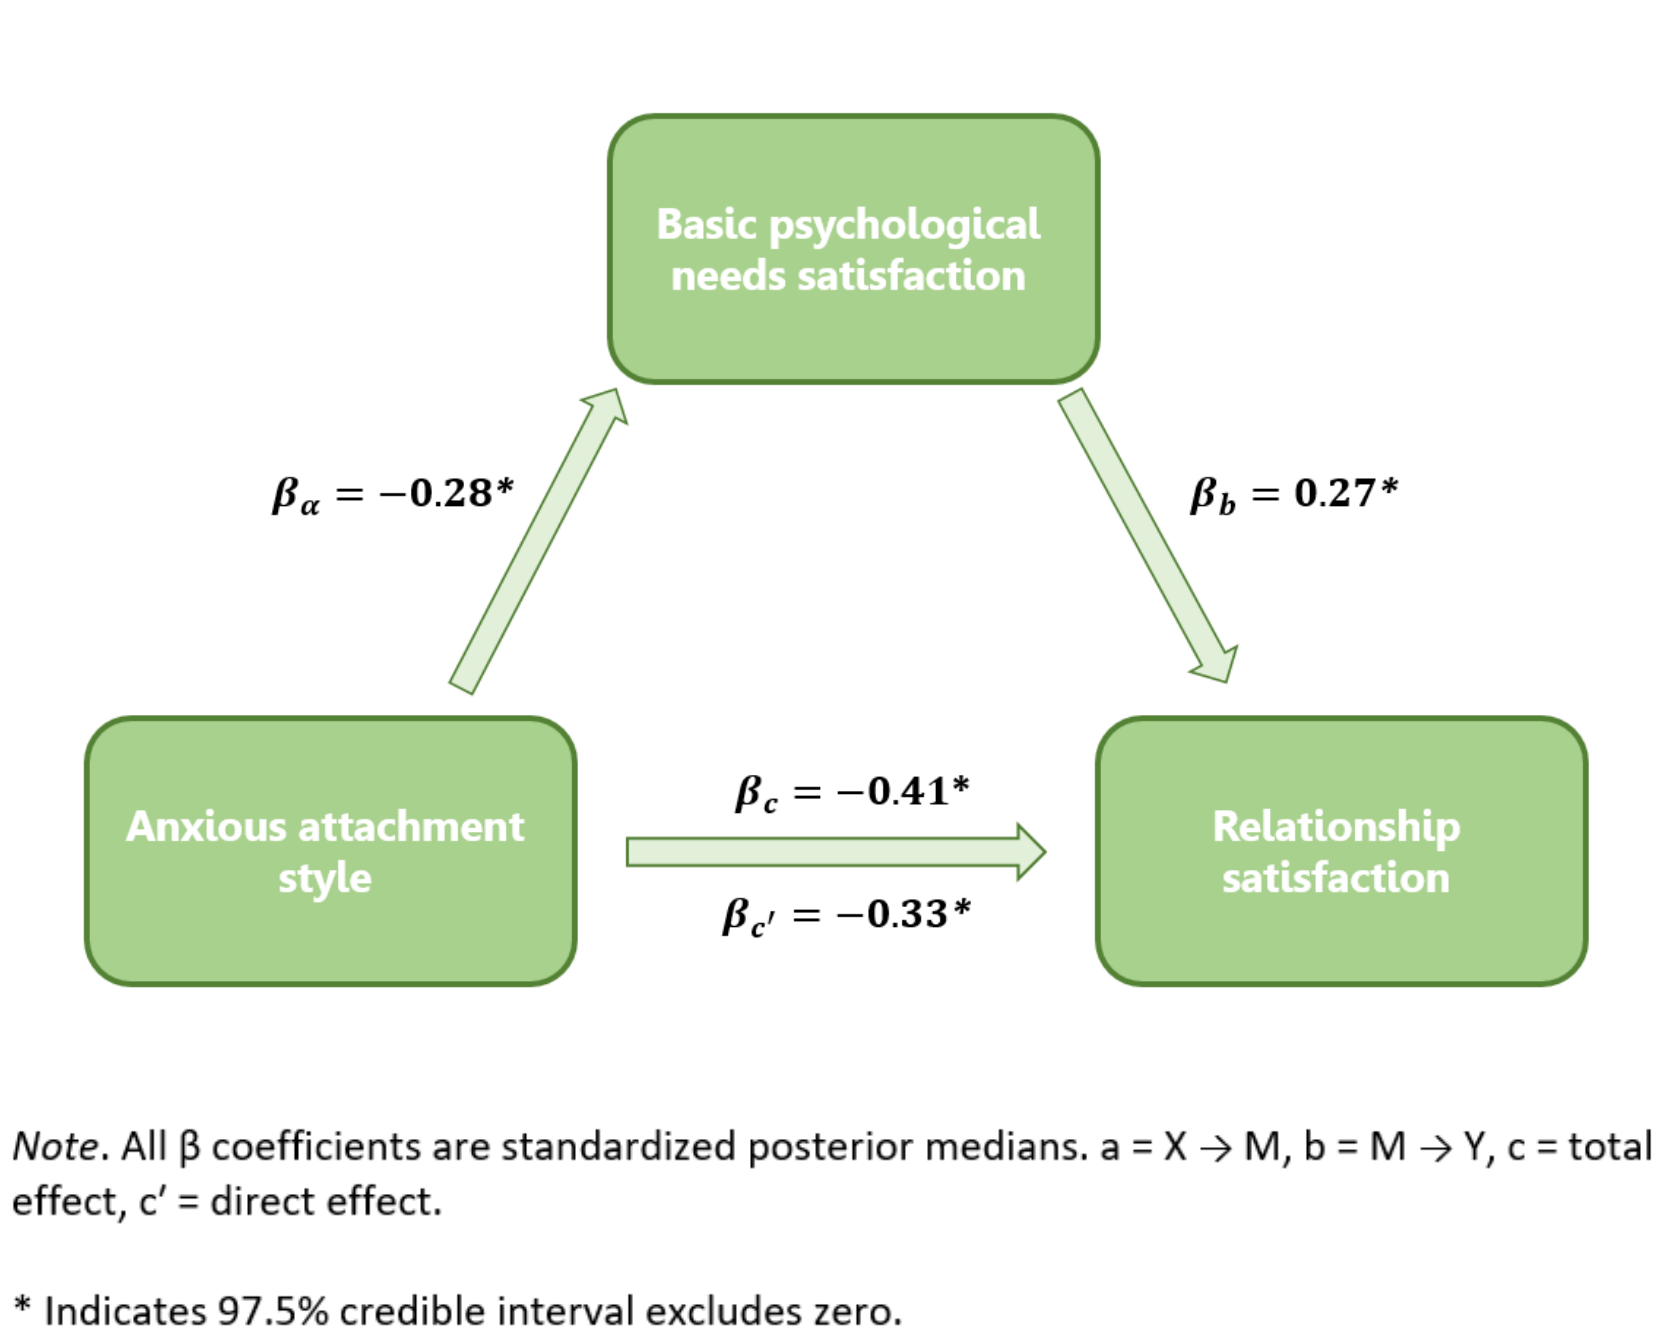 Basic psychological
needs satisfaction
βα = −0.28*
βb = 0.27*
Anxious attachment
style
βc = −0.41*
βc′ = −0.33*
Relationship
satisfaction
Note. All β coefficients are standardized posterior medians. a = X → M, b = M → Y, c = total
effect, c′ = direct effect.
* Indicates 97.5% credible interval excludes zero.